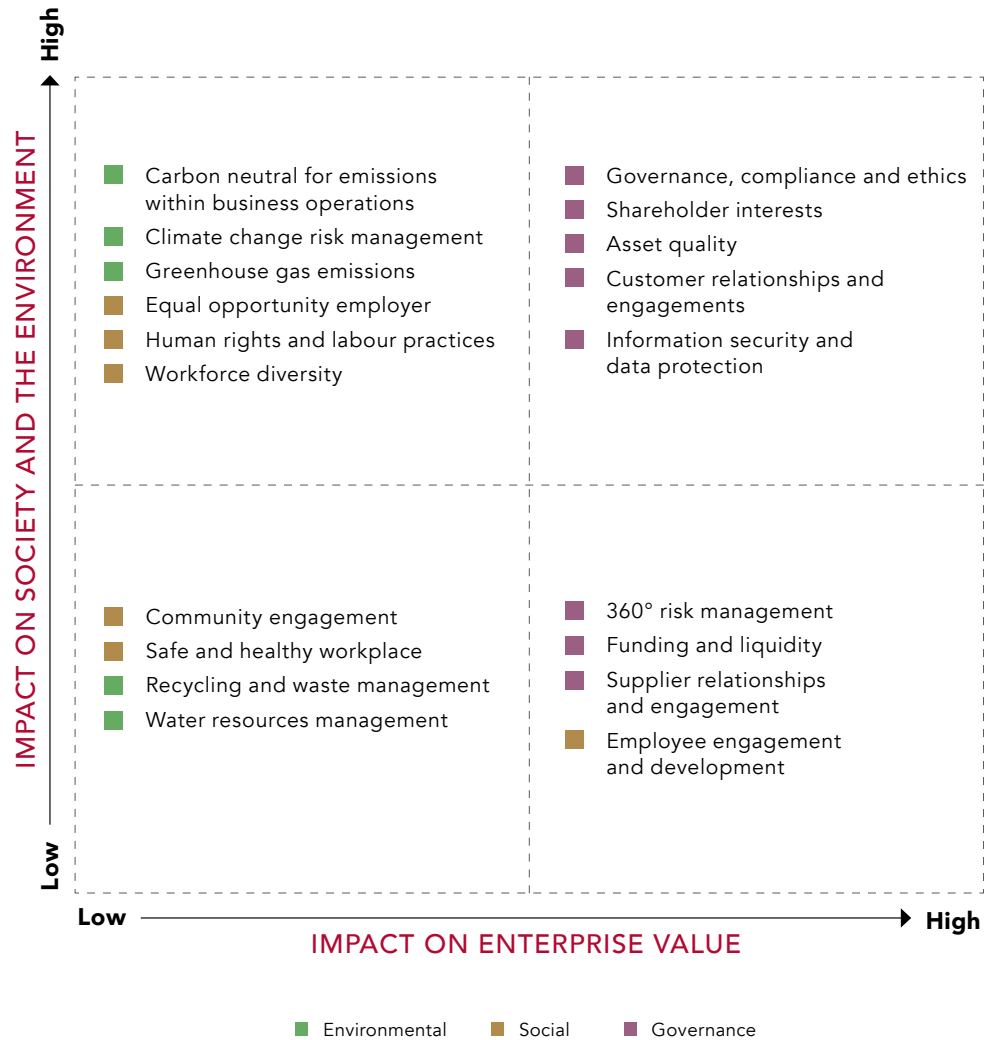 High
IMPACT ON SOCIETY AND THE ENVIRONMENT
Low
Carbon neutral for emissions
within business operations
Climate change risk management
Greenhouse gas emissions
Equal opportunity employer
Human rights and labour practices
Workforce diversity
Governance, compliance and ethics
Shareholder interests
Asset quality
Customer relationships and
engagements
Information security and
data protection
Community engagement
Safe and healthy workplace
Recycling and waste management
Water resources management
360° risk management
Funding and liquidity
Supplier relationships
and engagement
Employee engagement
and development
Low
High
IMPACT ON ENTERPRISE VALUE
Environmental
Social
Governance